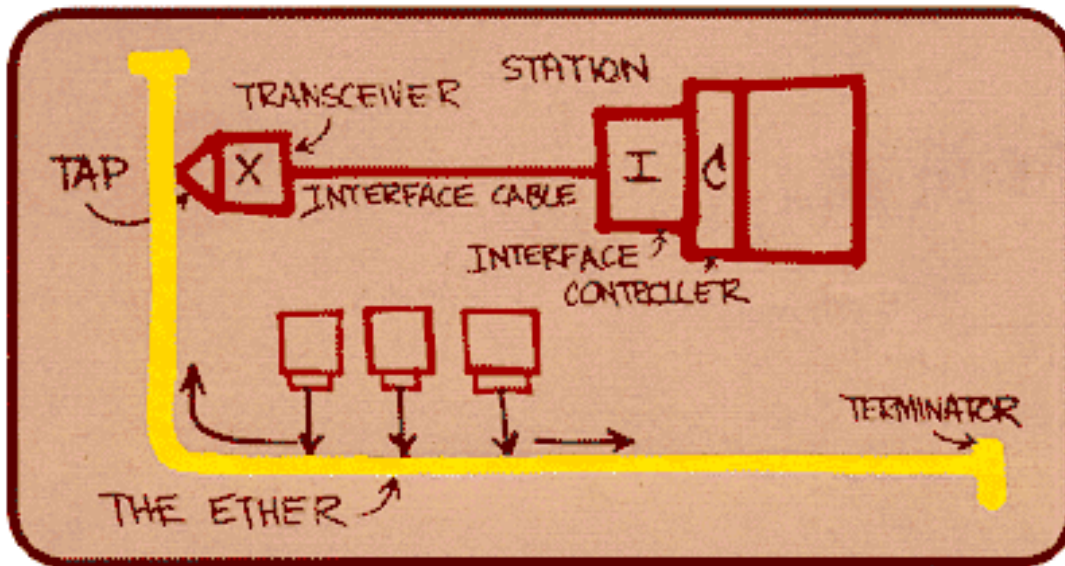 STATION
TRANSCEIVER
TAP
X
I
C
INTERFACE CABLE
INTERFACE
CONTROLLER
TERMINATOR
THE ETHER